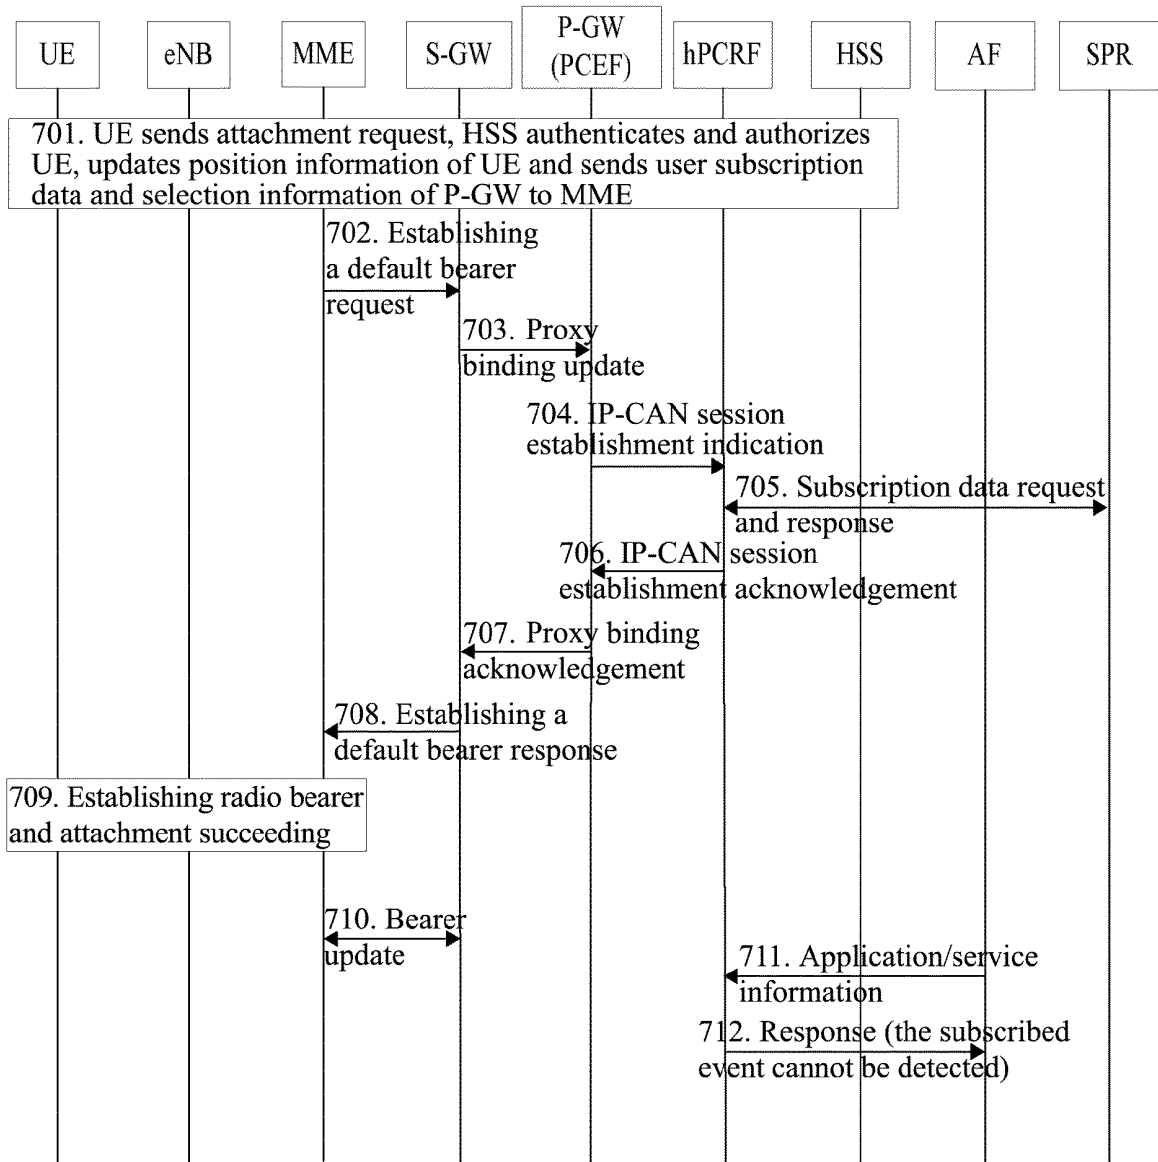 UE
eNB
MME
S-GW
P-GW
(PCEF)
hPCRF
HSS
AF
SPR
701. UE sends attachment request, HSS authenticates and authorizes
UE, updates position information of UE and sends user subscription
data and selection information of P-GW to MME
702. Establishing
a default bearer
request
703. Proxy
binding update
704. IP-CAN session
establishment indication
705. Subscription data request
and response
706. IP-CAN session
establishment acknowledgement
707. Proxy binding
acknowledgement
708. Establishing a
default bearer response
709. Establishing radio bearer
and attachment succeeding
710. Bearer
update
711. Application/service
information
712. Response (the subscribed
event cannot be detected)